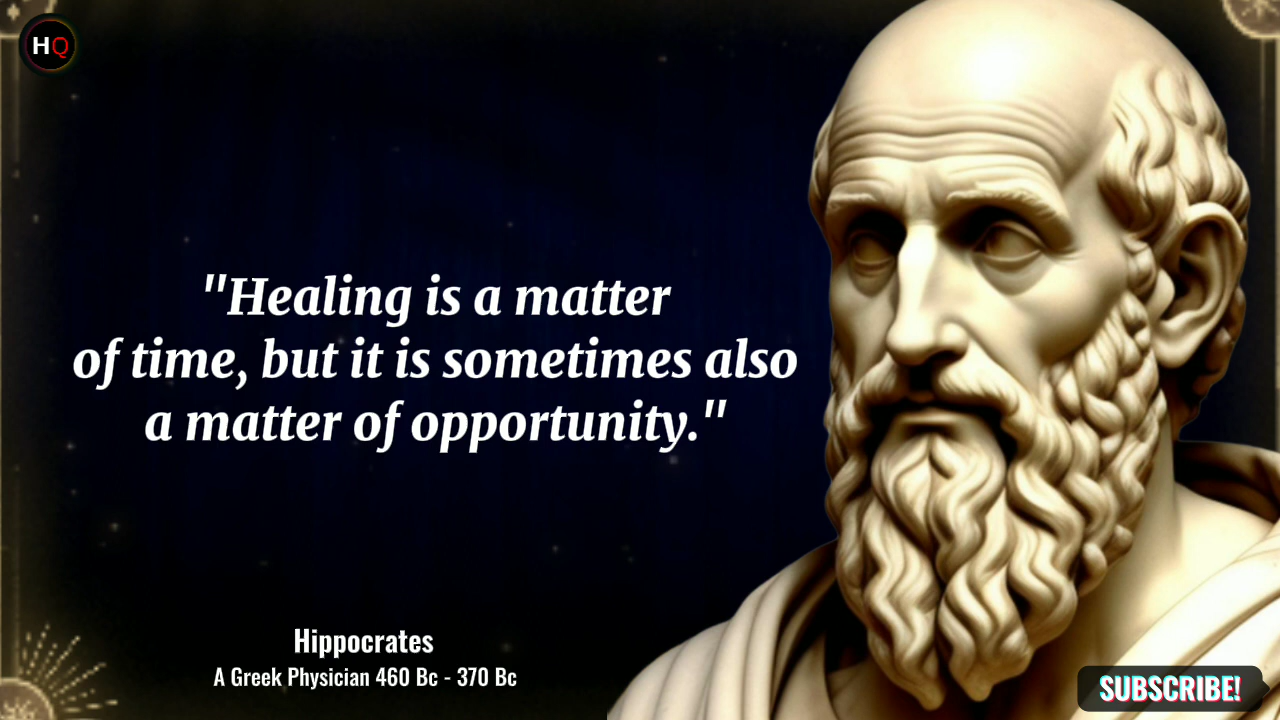 HQ
"Healing is a matter
of time, but it is sometimes also
a matter of opportunity."
Hippocrates
A Greek Physician 460 Bc - 370 Bc
SUBSCRIBE!